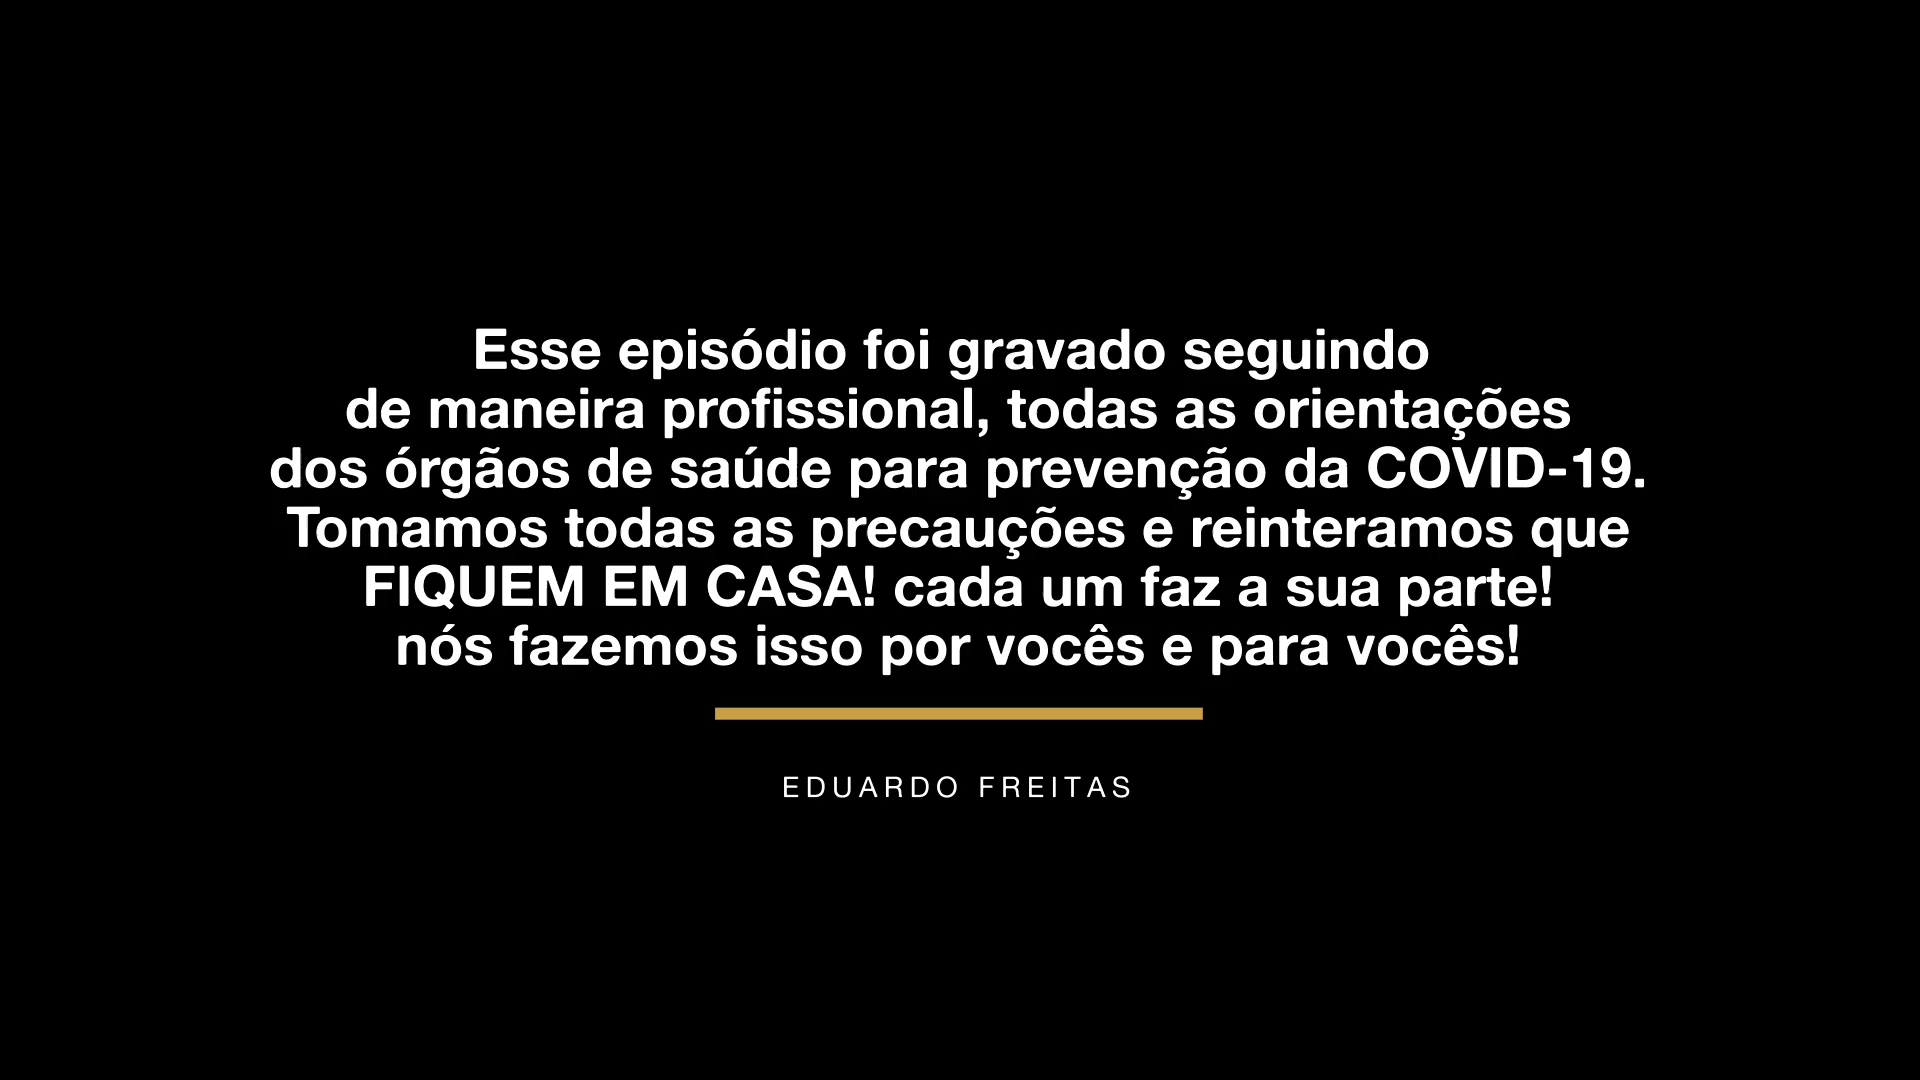 Esse episódio foi gravado seguindo
de maneira profissional, todas as orientações
dos órgãos de saúde para prevenção da COVID-19.
Tomamos todas as precauções e reinteramos que
FIQUEM EM CASA! cada um faz a sua parte!
nós fazemos isso por vocês e para vocês!
EDUARDO FREITAS